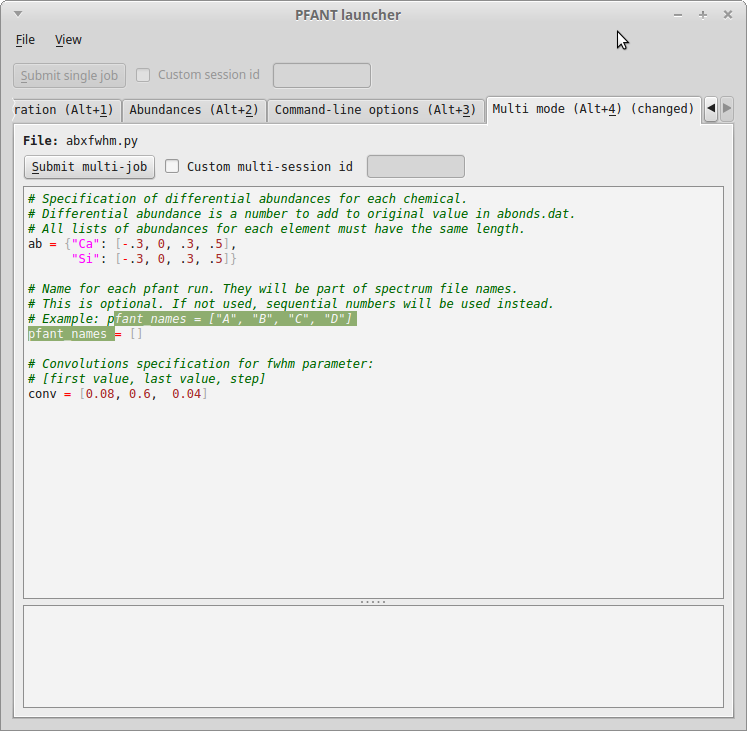 PFANT launcher
File View
Submit single job Custom session id
ration (Alt+1) Abundances (Alt+2) Command-line options (Alt+3) Multi mode (Alt+4) (changed)
File: abxfwhm.py
Submit multi-job Custom multi-session id
# Specification of differential abundances for each chemical.
# Differential abundance is a number to add to original value in abonds.dat.
# All lists of abundances for each element must have the same length.
ab = {"Ca": [-.3, 0, .3, .5],
"Si": [-.3, 0, .3, .5]}
# Name for each pfant run. They will be part of spectrum file names.
# This is optional. If not used, sequential numbers will be used instead.
# Example: pfant_names = ["A", "B", "C", "D"]
pfant_names = []
# Convolutions specification for fwhm parameter:
# [first value, last value, step]
conv = [0.08, 0.6,  0.04]